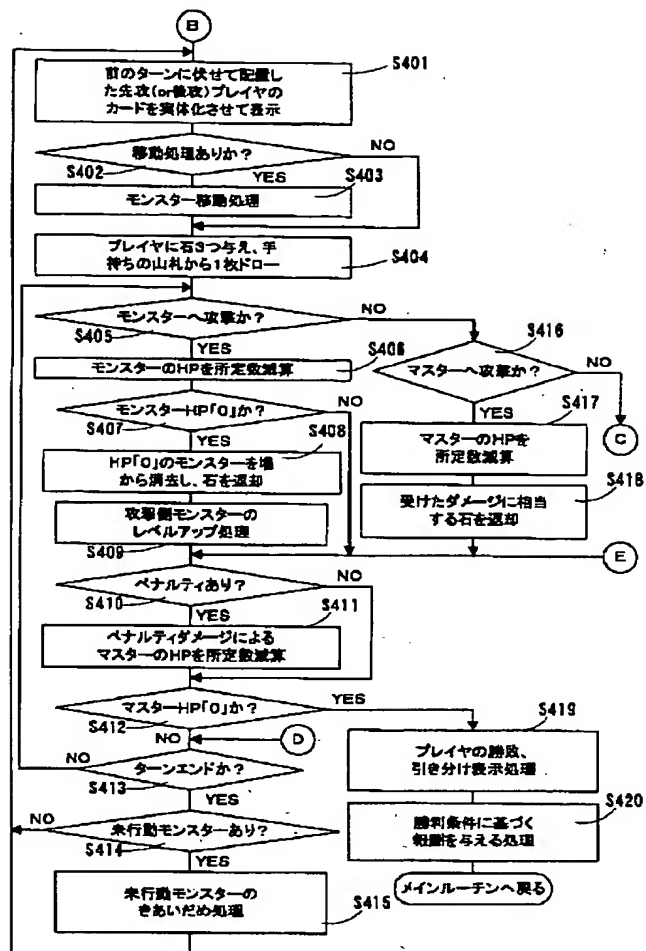 B
S401
前のターンに伏せて配置し
た先攻(or後攻)プレイヤの
カードを実体化させて表示
移動処理ありか?
NO
S402
YES
S403
モンスター移動処理
プレイヤに石3つ与え、手
持ちの山札から1枚ドロー
S404
モンスターへ攻撃か?
NO
S405
YES
S406
モンスターのHPを所定数減算
モンスターHP「0」か?
NO
S407
YES
S408
HP「0」のモンスターを場
から消去し、石を返却
攻撃側モンスターの
レベルアップ処理
S409
S416
マスターへ攻撃か?
NO
YES
S417
C
マスターのHPを
所定数減算
S418
受けたダメージに相当
する石を返却
E
ペナルティあり?
NO
S410
YES
S411
ペナルティダメージによる
マスターのHPを所定数減算
マスターHP「0」か?
YES
S412
NO
D
ターンエンドか?
NO
S413
YES
未行動モンスターあり?
NO
S414
YES
未行動モンスターの
きあいだめ処理
S415
S419
プレイヤの勝敗、
引き分け表示処理
S420
勝利条件に基づく
報酬を与える処理
メインルーチンへ戻る